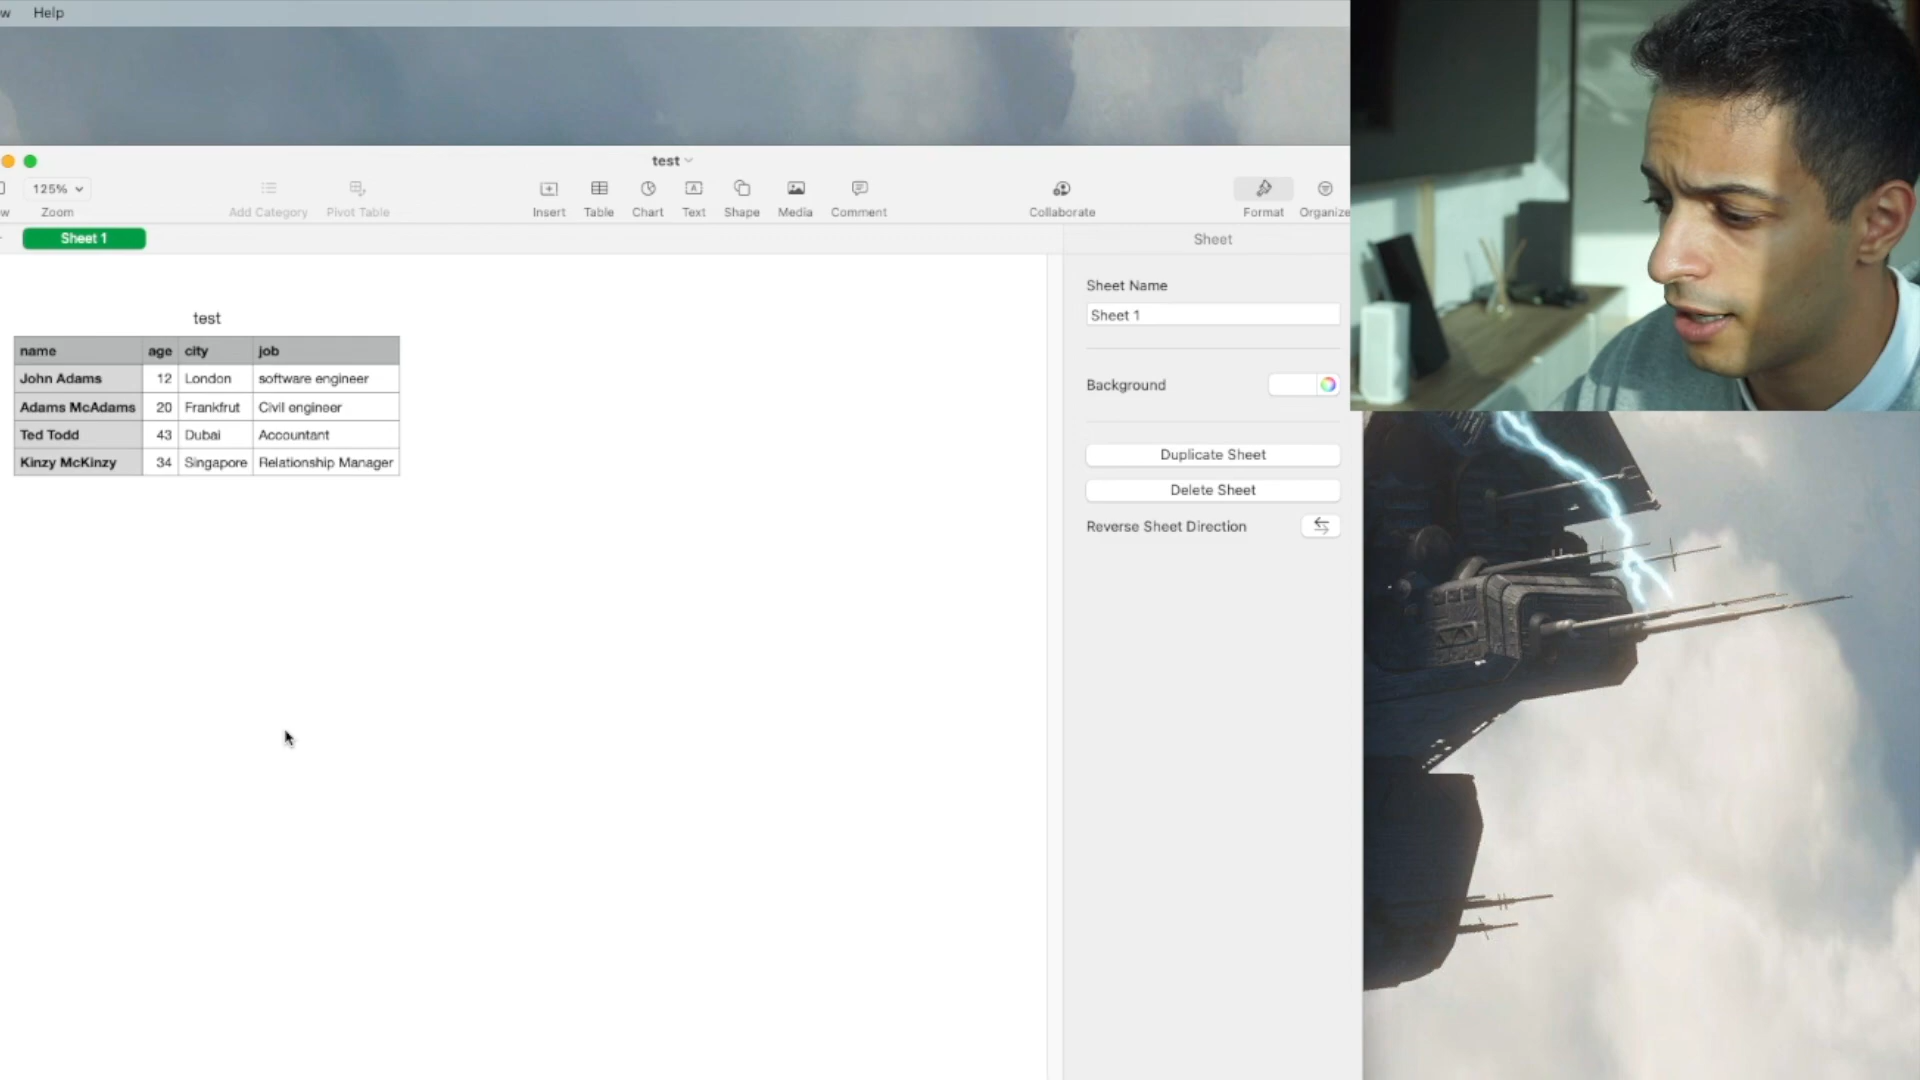 w Help
test
125%
w Zoom Add Category Pivot Table Insert Table Chart Text Shape Media Comment Collaborate Format Organize
Sheet 1 Sheet
Sheet Name
Sheet 1
test
name age city job
John Adams 12 London software engineer
Adams McAdams 20 Frankfrut Civil engineer
Ted Todd 43 Dubai Accountant
Kinzy McKinzy 34 Singapore Relationship Manager
Background
Duplicate Sheet
Delete Sheet
Reverse Sheet Direction